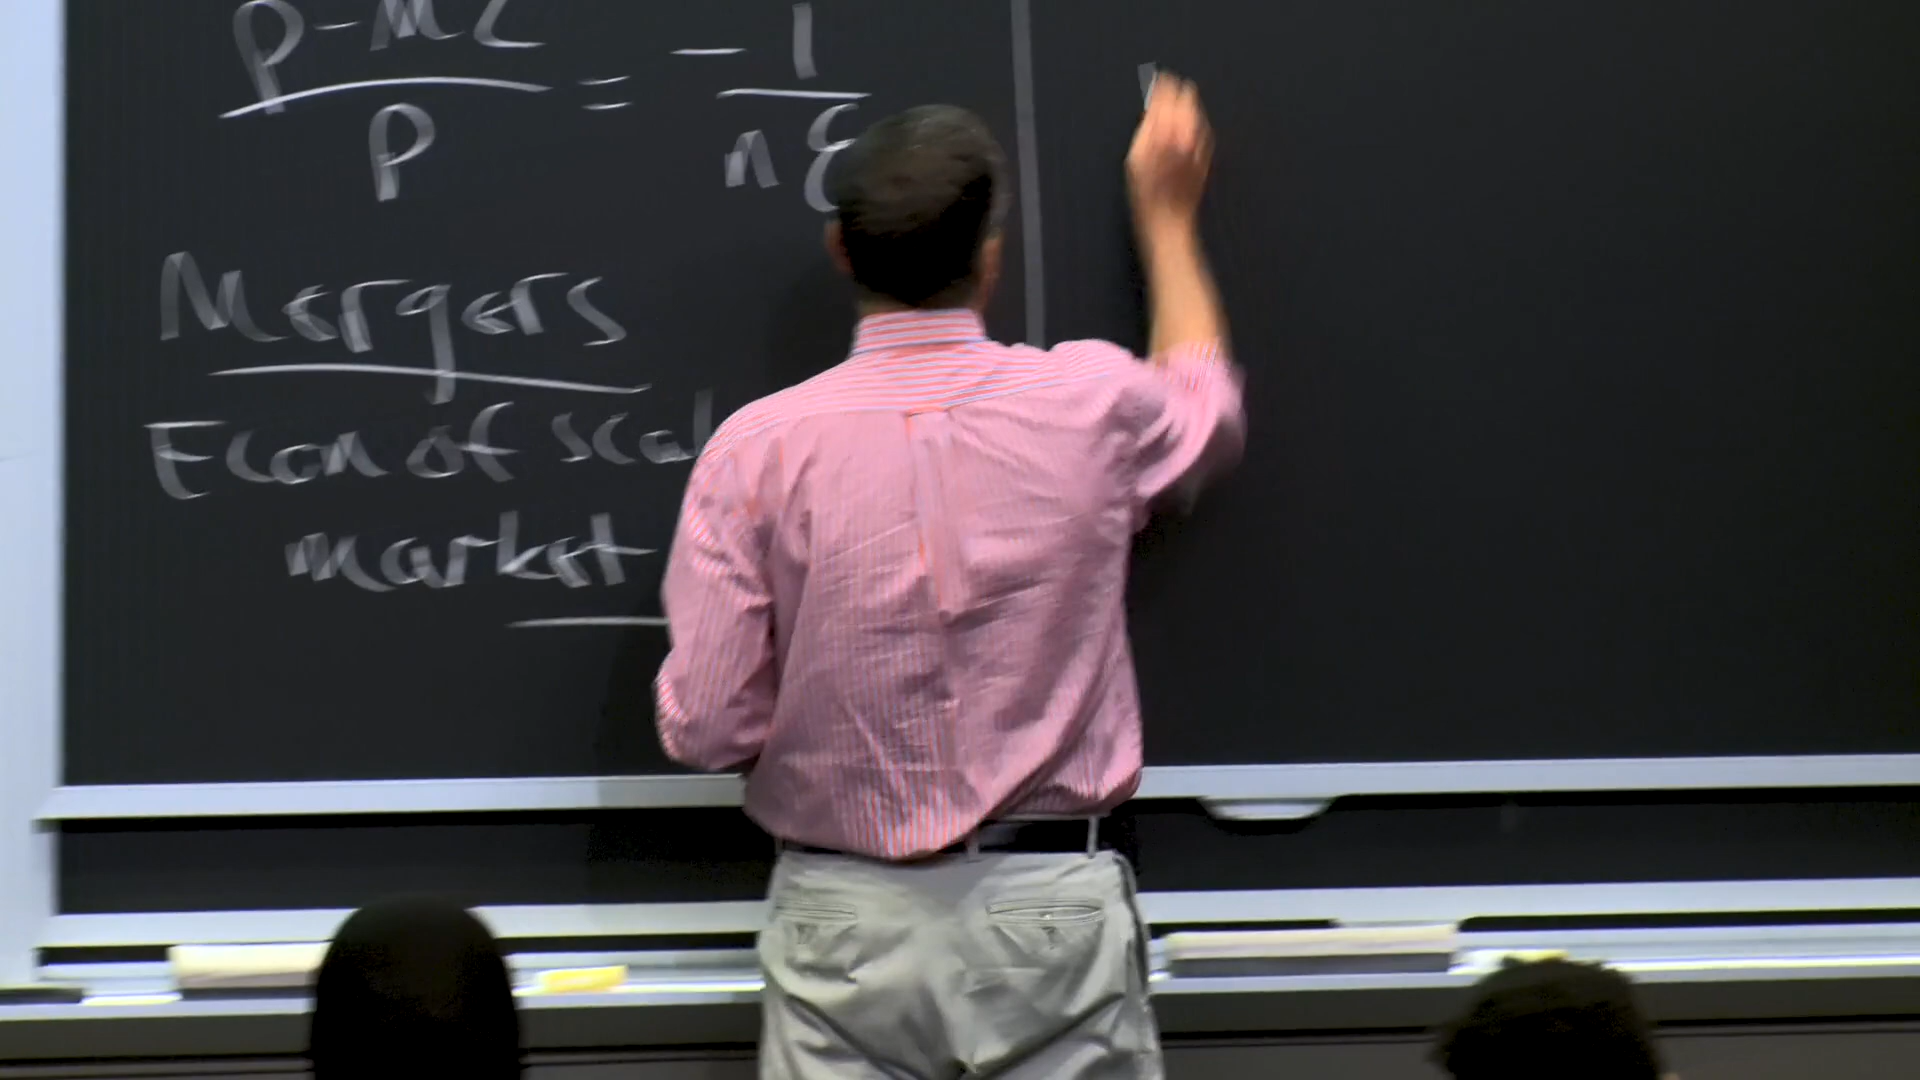 P-MC
— = -1
P nε
Mergers
Econ of scal
market